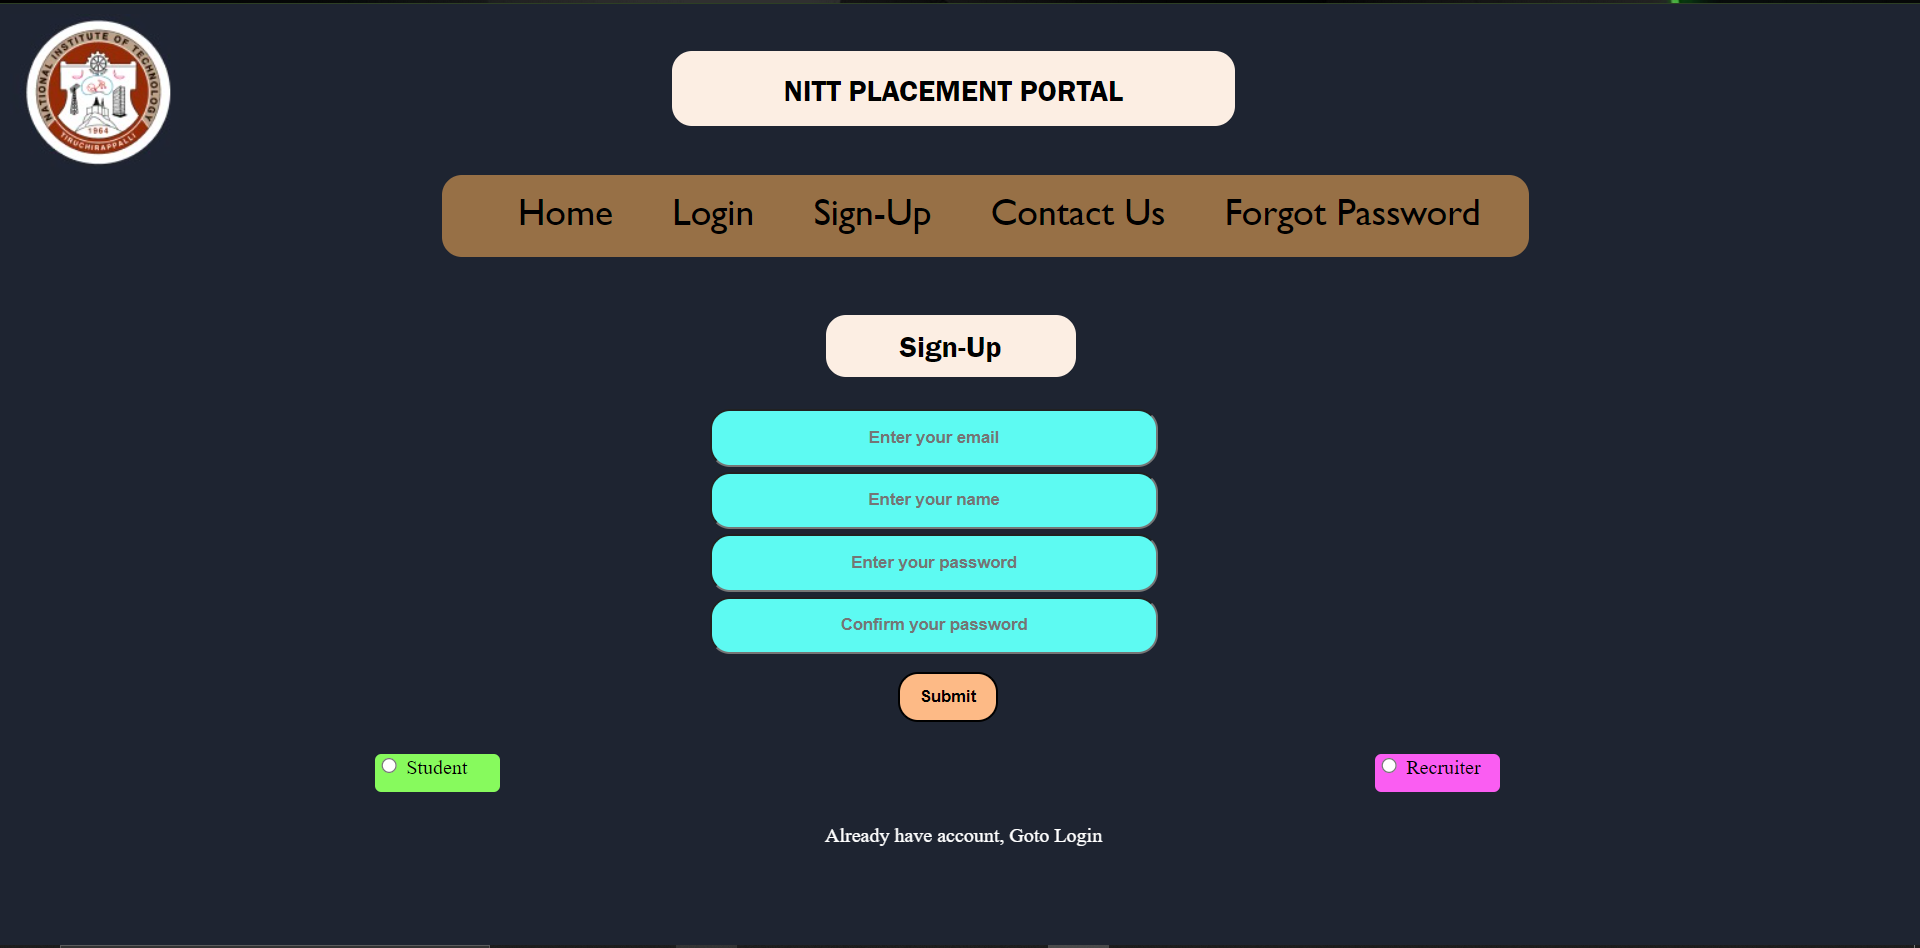 NATIONAL INSTITUTE OF TECHNOLOGY
1964
TIRUCHIRAPPALLI
NITT PLACEMENT PORTAL
Home Login Sign-Up Contact Us Forgot Password
Sign-Up
Enter your email
Enter your name
Enter your password
Confirm your password
Submit
Student Recruiter
Already have account, Goto Login